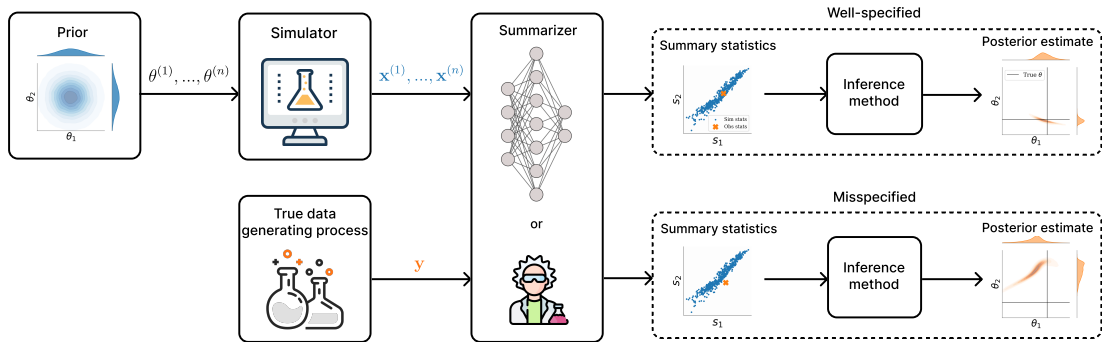 Prior
θ₂
θ₁
θ⁽¹⁾, ..., θ⁽ⁿ⁾
Simulator
x⁽¹⁾, ..., x⁽ⁿ⁾
True data
generating process
y
Summarizer
or
Well-specified
Summary statistics
s₂
Sim stats
Obs stats
s₁
Inference
method
Posterior estimate
True θ
θ₂
θ₁
Misspecified
Summary statistics
s₂
s₁
Inference
method
Posterior estimate
θ₂
θ₁